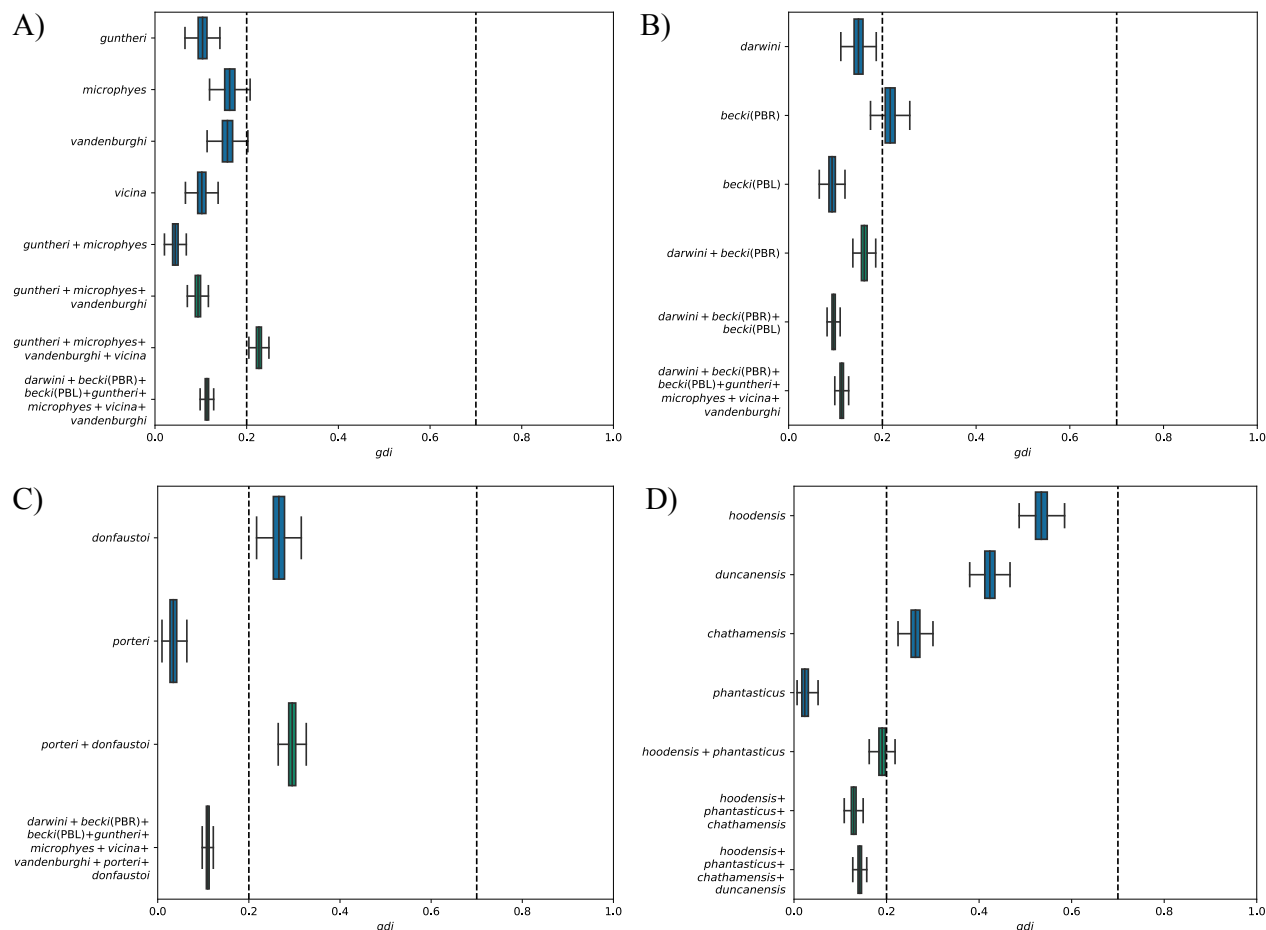 A)
guntheri
microphyes
vandenburghi
vicina
guntheri + microphyes
guntheri + microphyes+
vandenburghi
guntheri + microphyes+
vandenburghi + vicina
darwini + becki(PBR)+
becki(PBL)+guntheri+
microphyes + vicina+
vandenburghi
0.0 0.2 0.4 0.6 0.8 1.0
gdi
B)
darwini
becki(PBR)
becki(PBL)
darwini + becki(PBR)
darwini + becki(PBR)+
becki(PBL)
darwini + becki(PBR)+
becki(PBL)+guntheri+
microphyes + vicina+
vandenburghi
0.0 0.2 0.4 0.6 0.8 1.0
gdi
C)
donfaustoi
porteri
porteri + donfaustoi
darwini + becki(PBR)+
becki(PBL)+guntheri+
microphyes + vicina+
vandenburghi + porteri+
donfaustoi
0.0 0.2 0.4 0.6 0.8 1.0
gdi
D)
hoodensis
duncanensis
chathamensis
phantasticus
hoodensis + phantasticus
hoodensis+
phantasticus+
chathamensis
hoodensis+
phantasticus+
chathamensis+
duncanensis
0.0 0.2 0.4 0.6 0.8 1.0
gdi